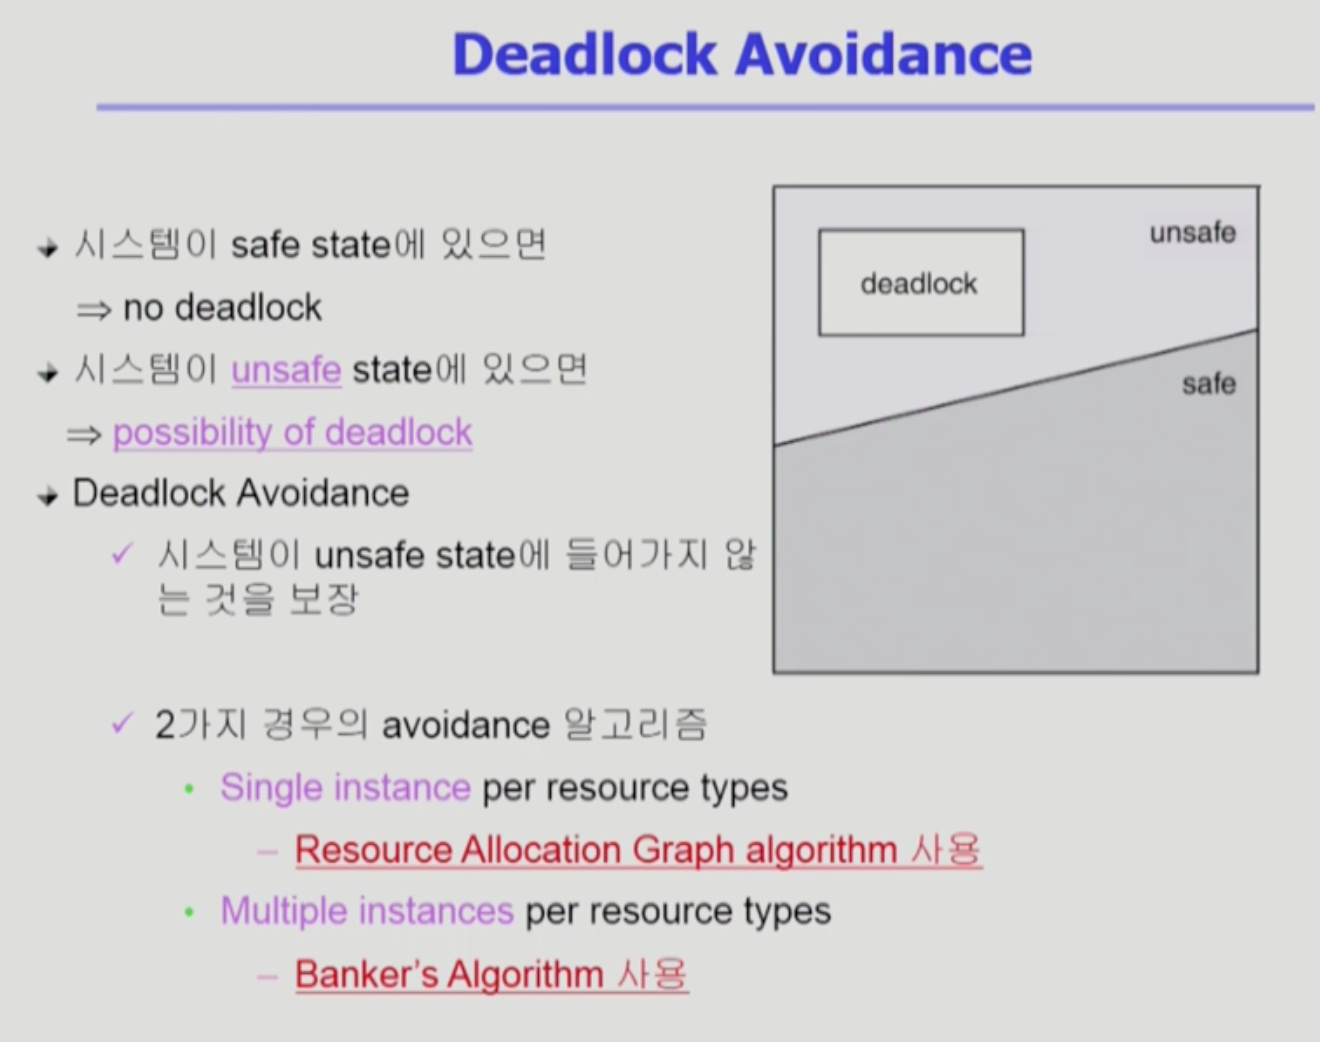 Deadlock Avoidance
시스템이 safe state에 있으면
⇒ no deadlock
시스템이 unsafe state에 있으면
⇒ possibility of deadlock
Deadlock Avoidance
✓ 시스템이 unsafe state에 들어가지 않
는 것을 보장
✓ 2가지 경우의 avoidance 알고리즘
• Single instance per resource types
– Resource Allocation Graph algorithm 사용
• Multiple instances per resource types
– Banker's Algorithm 사용
unsafe
deadlock
safe